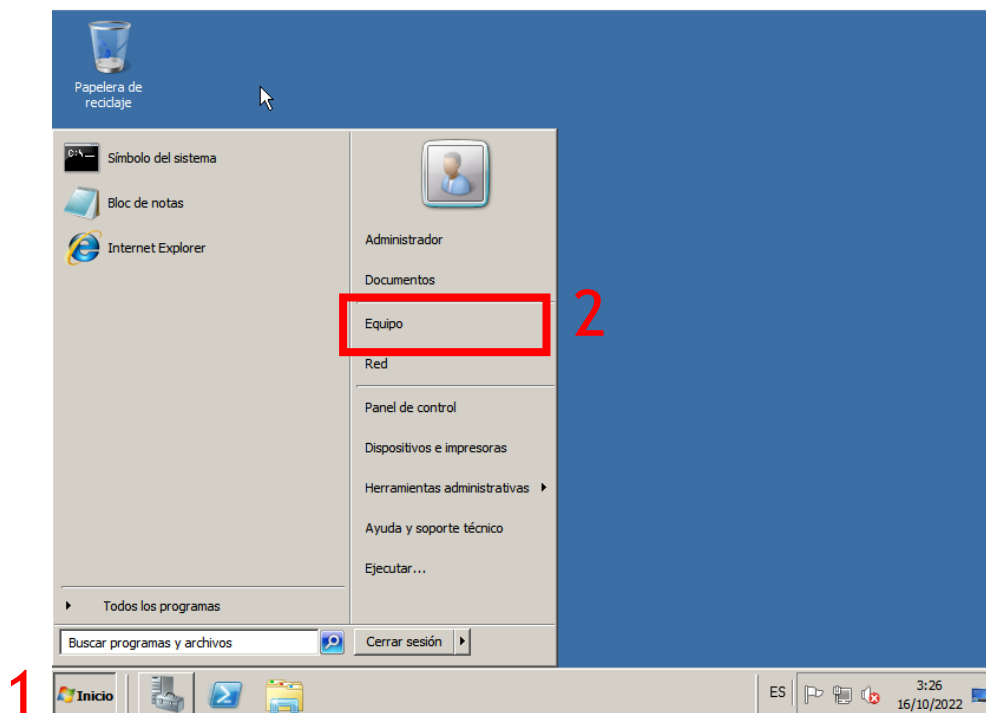 Papelera de
reciclaje
C:\
Símbolo del sistema
Bloc de notas
Internet Explorer
Administrador
Documentos
Equipo
2
Red
Panel de control
Dispositivos e impresoras
Herramientas administrativas
Ayuda y soporte técnico
Ejecutar...
Todos los programas
Buscar programas y archivos
Cerrar sesión
1
Inicio
ES
3:26
16/10/2022